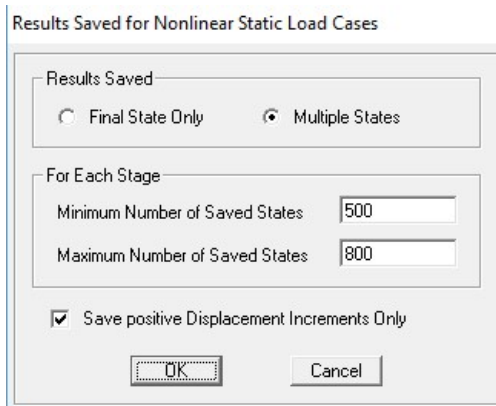 Results Saved for Nonlinear Static Load Cases
Results Saved
Final State Only Multiple States
For Each Stage
Minimum Number of Saved States 500
Maximum Number of Saved States 800
Save positive Displacement Increments Only
OK Cancel